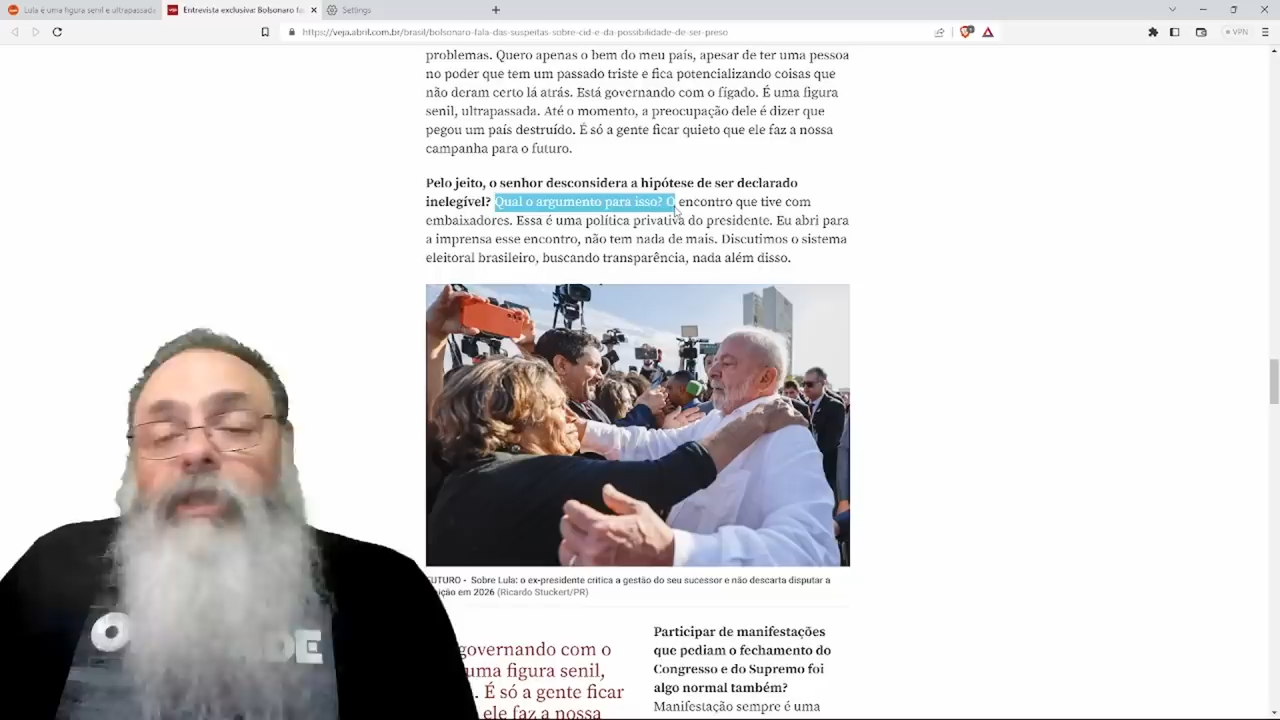 Lula é uma figura senil e ultrapassada
Entrevista exclusiva: Bolsonaro fa
Settings
https://veja.abril.com.br/brasil/bolsonaro-fala-das-suspeitas-sobre-cid-e-da-possibilidade-de-ser-preso
VPN
problemas. Quero apenas o bem do meu país, apesar de ter uma pessoa
no poder que tem um passado triste e fica potencializando coisas que
não deram certo lá atrás. Está governando com o fígado. É uma figura
senil, ultrapassada. Até o momento, a preocupação dele é dizer que
pegou um país destruído. É só a gente ficar quieto que ele faz a nossa
campanha para o futuro.
Pelo jeito, o senhor desconsidera a hipótese de ser declarado
inelegível? Qual o argumento para isso? O encontro que tive com
embaixadores. Essa é uma política privativa do presidente. Eu abri para
a imprensa esse encontro, não tem nada de mais. Discutimos o sistema
eleitoral brasileiro, buscando transparência, nada além disso.
FUTURO - Sobre Lula: o ex-presidente critica a gestão do seu sucessor e não descarta disputar a
eleição em 2026 (Ricardo Stuckert/PR)
governando com o
uma figura senil,
. É só a gente ficar
ele faz a nossa
Participar de manifestações
que pediam o fechamento do
Congresso e do Supremo foi
algo normal também?
Manifestação sempre é uma